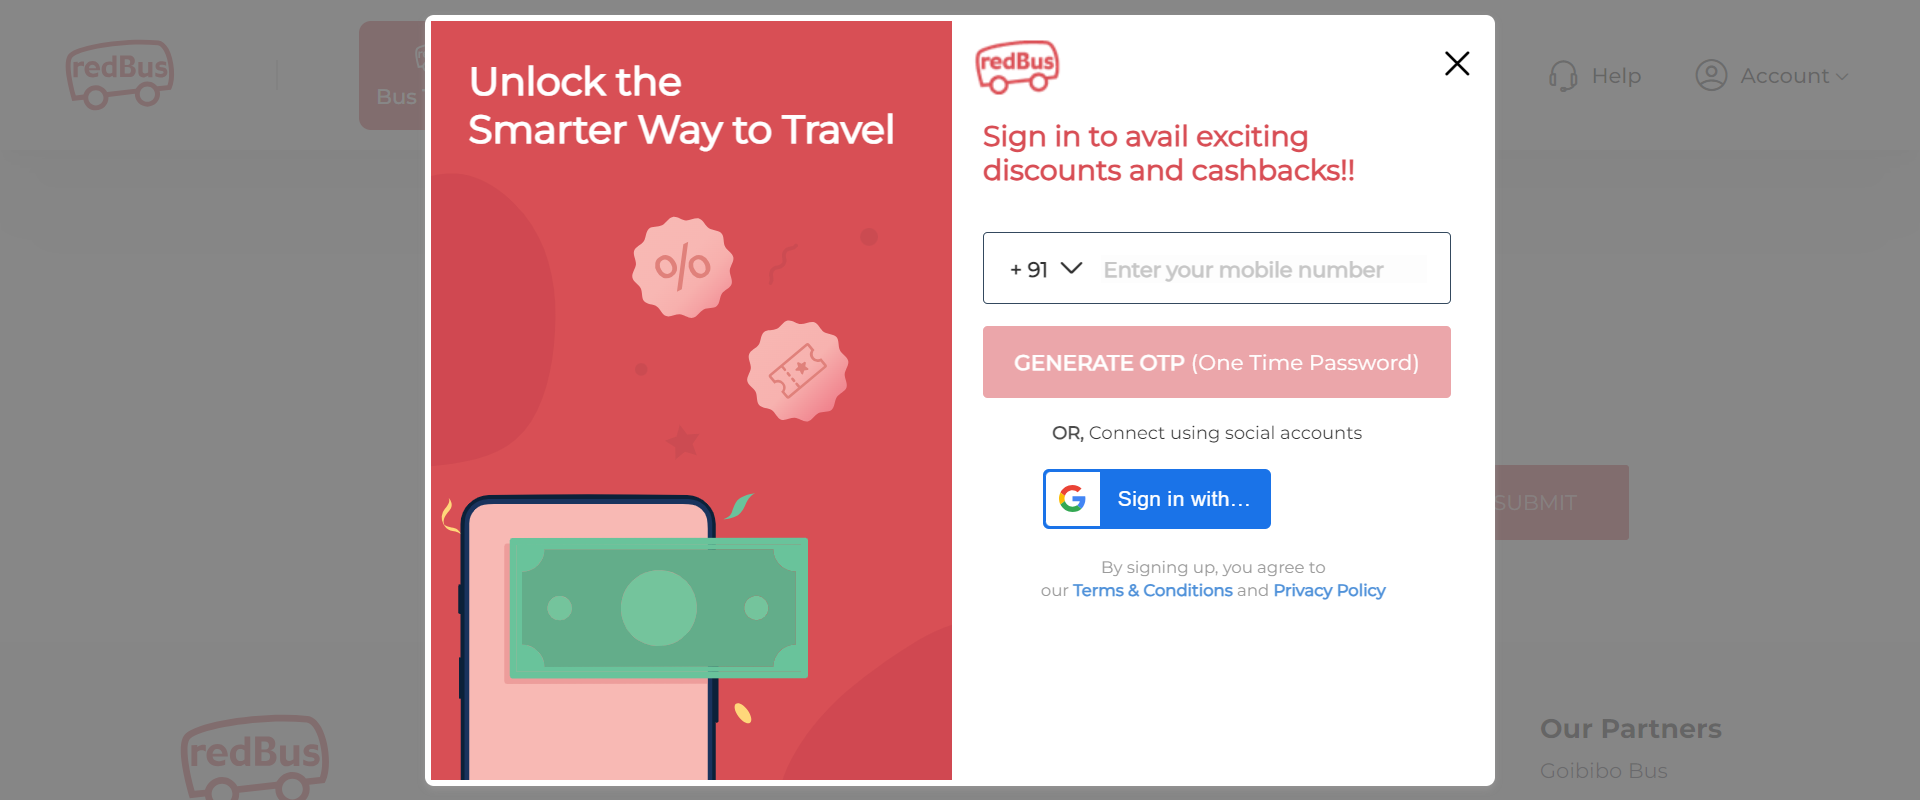 redBus
Bus
Help
Account
Unlock the
Smarter Way to Travel
%
redBus
Sign in to avail exciting
discounts and cashbacks!!
+ 91 Enter your mobile number
GENERATE OTP (One Time Password)
OR, Connect using social accounts
Sign in with...
By signing up, you agree to
our Terms & Conditions and Privacy Policy
SUBMIT
redBus
Our Partners
Goibibo Bus